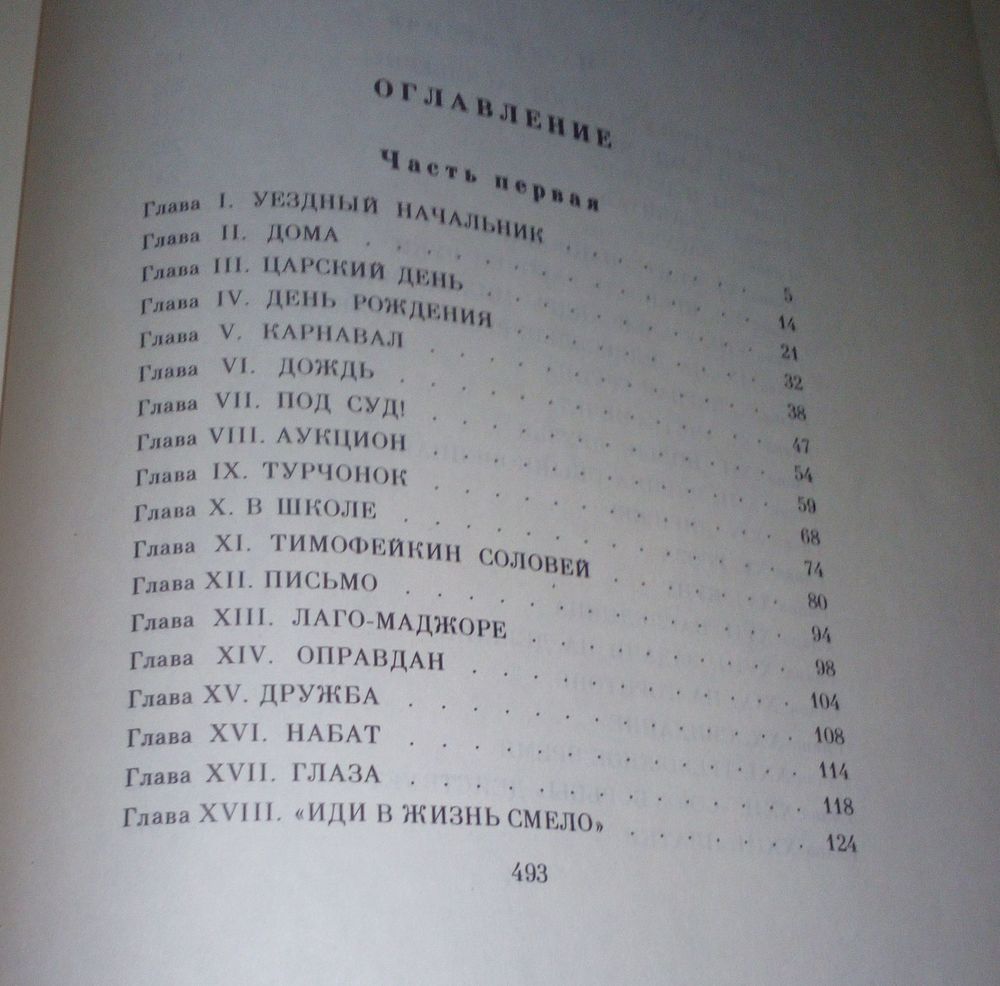 ОГЛАВЛЕНИЕ
Часть первая
Глава I. УЕЗДНЫЙ НАЧАЛЬНИК . . . . . . 5
Глава II. ДОМА . . . . . . . . . . . . 14
Глава III. ЦАРСКИЙ ДЕНЬ . . . . . . . . 21
Глава IV. ДЕНЬ РОЖДЕНИЯ . . . . . . . . 32
Глава V. КАРНАВАЛ . . . . . . . . . . . 38
Глава VI. ДОЖДЬ . . . . . . . . . . . . 47
Глава VII. ПОД СУД! . . . . . . . . . . 54
Глава VIII. АУКЦИОН . . . . . . . . . . 59
Глава IX. ТУРЧОНОК . . . . . . . . . . 68
Глава X. В ШКОЛЕ . . . . . . . . . . . 74
Глава XI. ТИМОФЕЙКИН СОЛОВЕЙ . . . . . . 80
Глава XII. ПИСЬМО . . . . . . . . . . . 94
Глава XIII. ЛАГО-МАДЖОРЕ . . . . . . . . 98
Глава XIV. ОПРАВДАН . . . . . . . . . . 104
Глава XV. ДРУЖБА . . . . . . . . . . . 108
Глава XVI. НАБАТ . . . . . . . . . . . 114
Глава XVII. ГЛАЗА . . . . . . . . . . . 118
Глава XVIII. «ИДИ В ЖИЗНЬ СМЕЛО» . . . . . 124
493